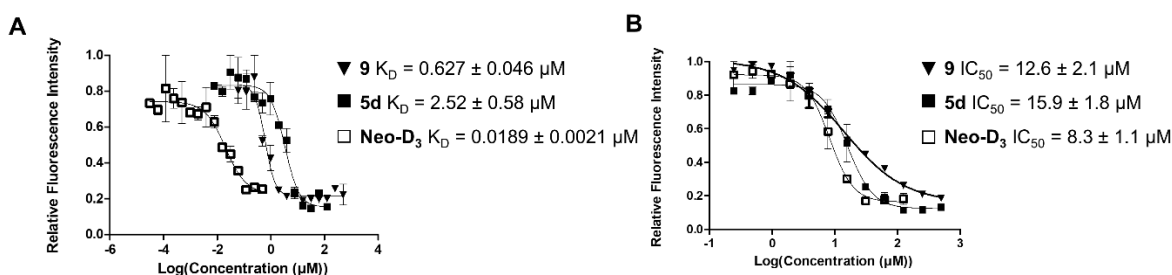 A
Relative Fluorescence Intensity
1.0
0.8
0.6
0.4
0.2
0.0
-6
-4
-2
0
2
4
Log(Concentration (µM))
▼ 9 K_D = 0.627 ± 0.046 µM
■ 5d K_D = 2.52 ± 0.58 µM
□ Neo-D₃ K_D = 0.0189 ± 0.0021 µM
B
Relative Fluorescence Intensity
1.0
0.8
0.6
0.4
0.2
0.0
-1
0
1
2
3
Log(Concentration (µM))
▼ 9 IC₅₀ = 12.6 ± 2.1 µM
■ 5d IC₅₀ = 15.9 ± 1.8 µM
□ Neo-D₃ IC₅₀ = 8.3 ± 1.1 µM